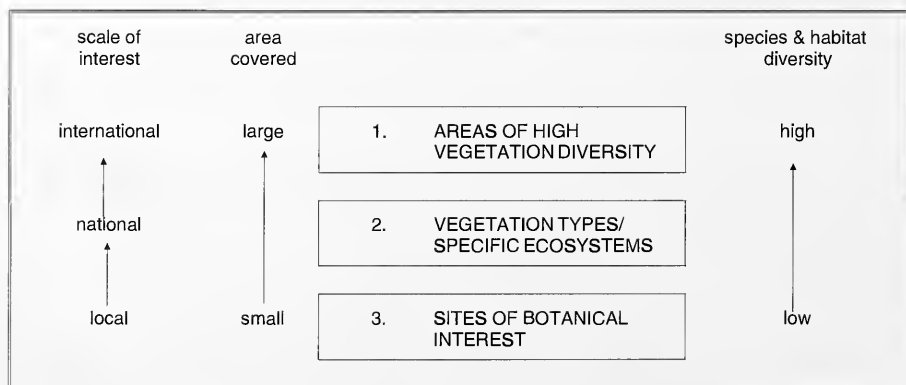 scale of interest
area covered
species & habitat diversity
international
large
1. AREAS OF HIGH
VEGETATION DIVERSITY
high
national
2. VEGETATION TYPES/
SPECIFIC ECOSYSTEMS
local
small
3. SITES OF BOTANICAL
INTEREST
low